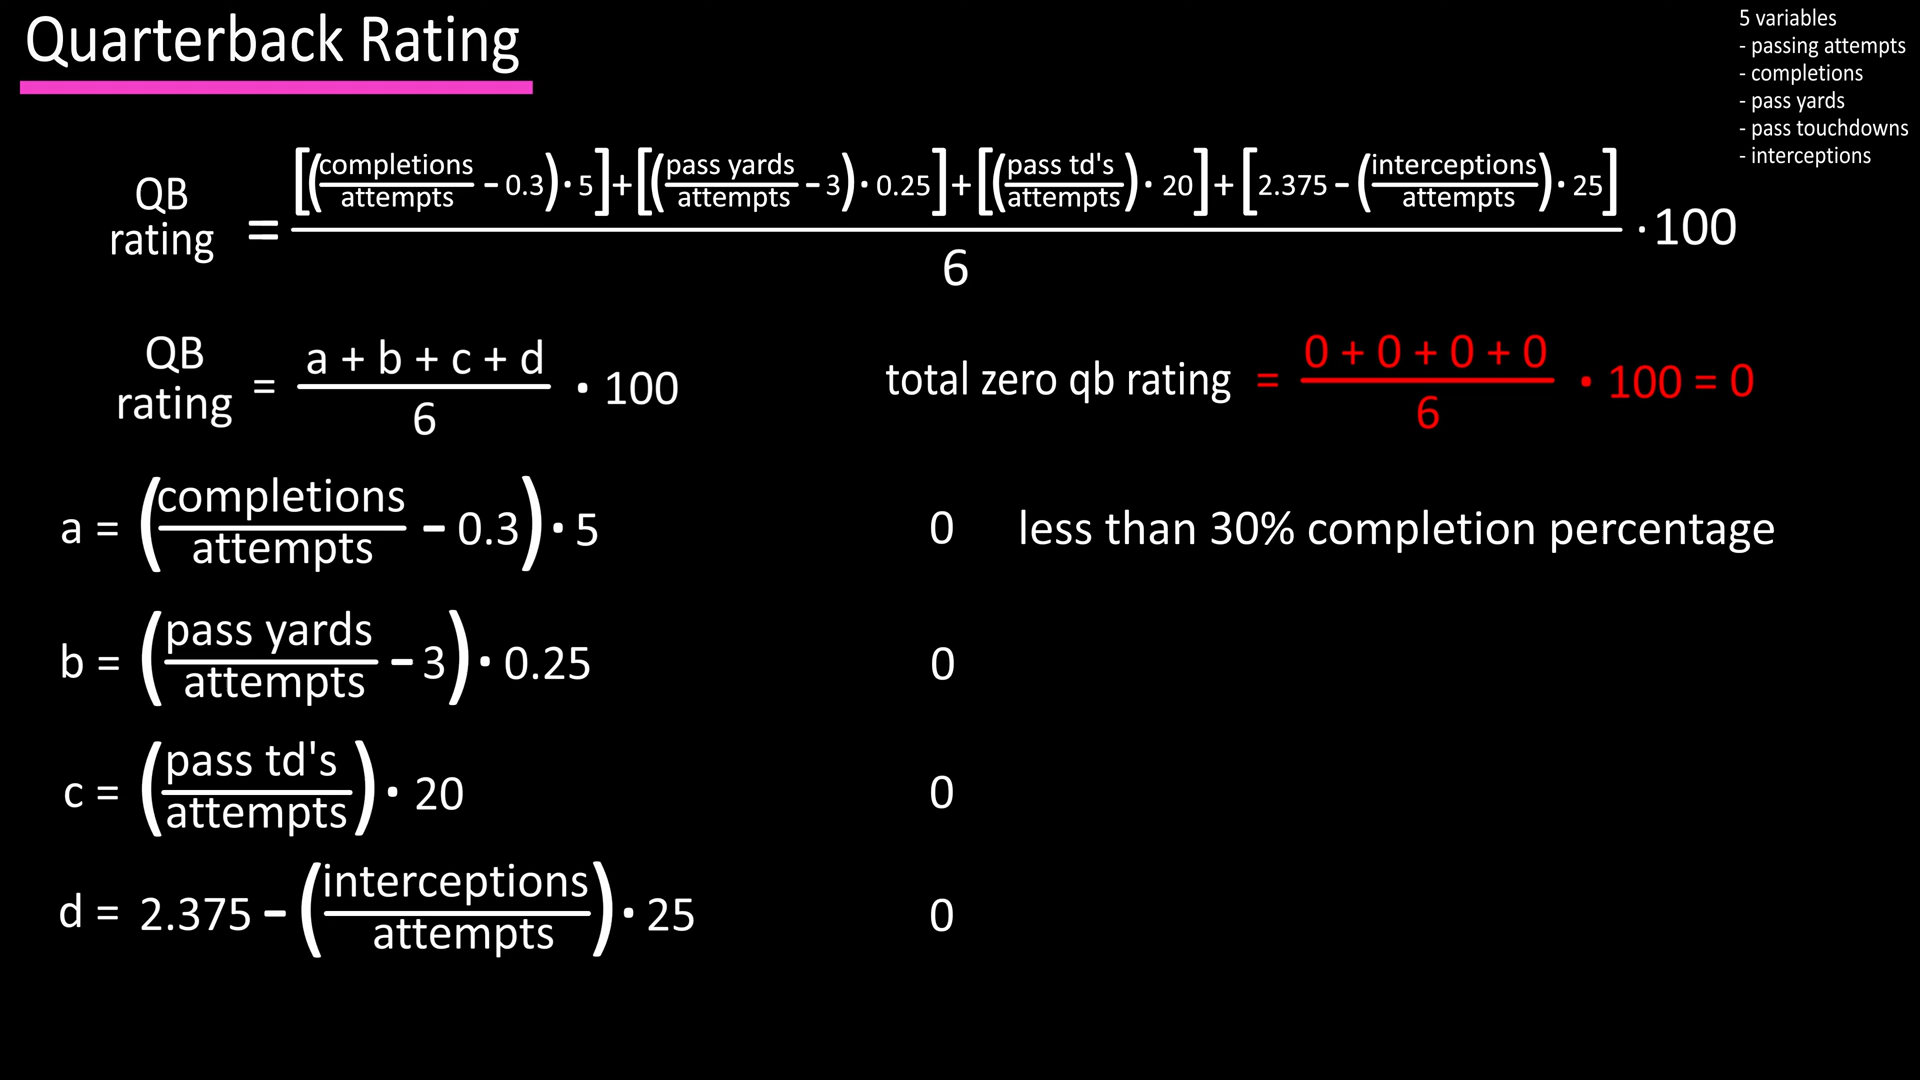 Quarterback Rating
5 variables
- passing attempts
- completions
- pass yards
- pass touchdowns
- interceptions
QB rating = [(completions/attempts − 0.3) · 5] + [(pass yards/attempts − 3) · 0.25] + [(pass td's/attempts) · 20] + [2.375 − (interceptions/attempts) · 25] / 6 · 100
QB rating = a + b + c + d / 6 · 100
total zero qb rating = 0 + 0 + 0 + 0 / 6 · 100 = 0
a = (completions/attempts − 0.3) · 5
0 less than 30% completion percentage
b = (pass yards/attempts − 3) · 0.25
0
c = (pass td's/attempts) · 20
0
d = 2.375 − (interceptions/attempts) · 25
0